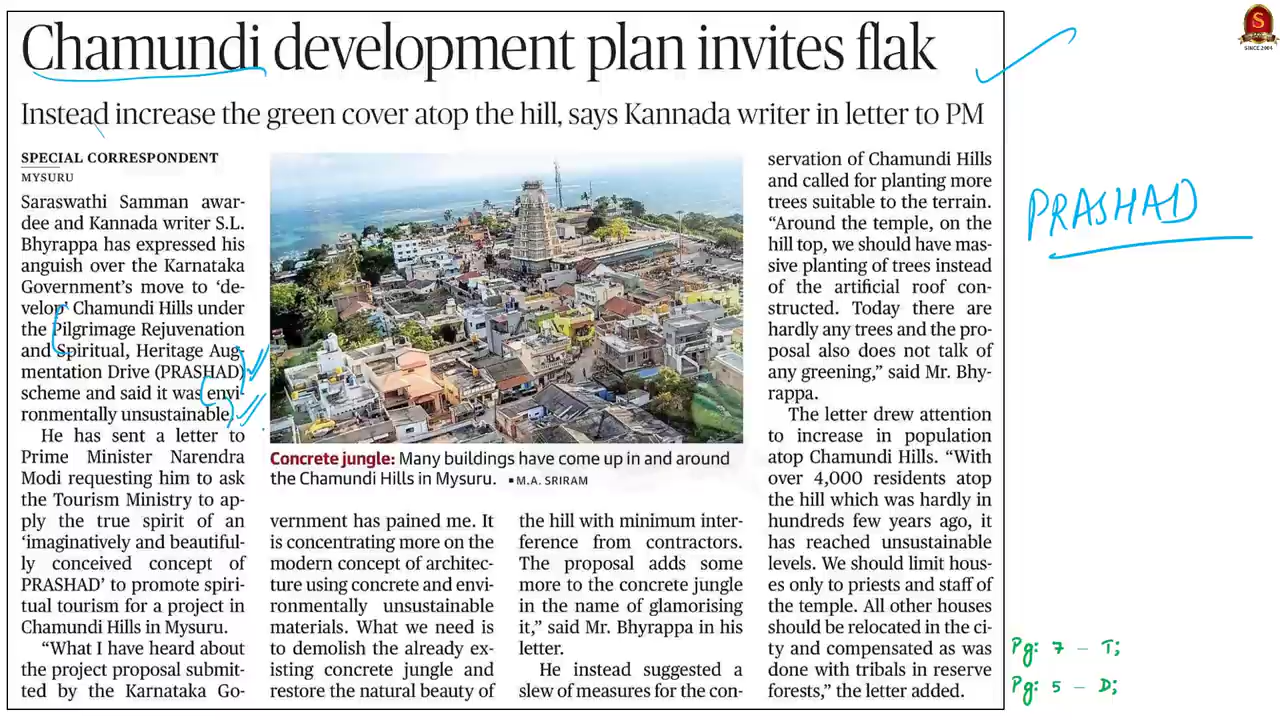 Chamundi development plan invites flak
Instead increase the green cover atop the hill, says Kannada writer in letter to PM
SPECIAL CORRESPONDENT
MYSURU
Saraswathi Samman awar-
dee and Kannada writer S.L.
Bhyrappa has expressed his
anguish over the Karnataka
Government's move to 'de-
velop' Chamundi Hills under
the Pilgrimage Rejuvenation
and Spiritual, Heritage Aug-
mentation Drive (PRASHAD)
scheme and said it was envi-
ronmentally unsustainable.
He has sent a letter to
Prime Minister Narendra
Modi requesting him to ask
the Tourism Ministry to ap-
ply the true spirit of an
'imaginatively and beautiful-
ly conceived concept of
PRASHAD' to promote spiri-
tual tourism for a project in
Chamundi Hills in Mysuru.
"What I have heard about
the project proposal submit-
ted by the Karnataka Go-
Concrete jungle: Many buildings have come up in and around
the Chamundi Hills in Mysuru. ▪ M.A. SRIRAM
vernment has pained me. It
is concentrating more on the
modern concept of architec-
ture using concrete and envi-
ronmentally unsustainable
materials. What we need is
to demolish the already ex-
isting concrete jungle and
restore the natural beauty of
the hill with minimum inter-
ference from contractors.
The proposal adds some
more to the concrete jungle
in the name of glamorising
it," said Mr. Bhyrappa in his
letter.
He instead suggested a
slew of measures for the con-
servation of Chamundi Hills
and called for planting more
trees suitable to the terrain.
"Around the temple, on the
hill top, we should have mas-
sive planting of trees instead
of the artificial roof con-
structed. Today there are
hardly any trees and the pro-
posal also does not talk of
any greening," said Mr. Bhy-
rappa.
The letter drew attention
to increase in population
atop Chamundi Hills. "With
over 4,000 residents atop
the hill which was hardly in
hundreds few years ago, it
has reached unsustainable
levels. We should limit hous-
es only to priests and staff of
the temple. All other houses
should be relocated in the ci-
ty and compensated as was
done with tribals in reserve
forests," the letter added.
PRASHAD
Pg: 7 - T;
Pg: 5 - D;
S
SINCE 2004